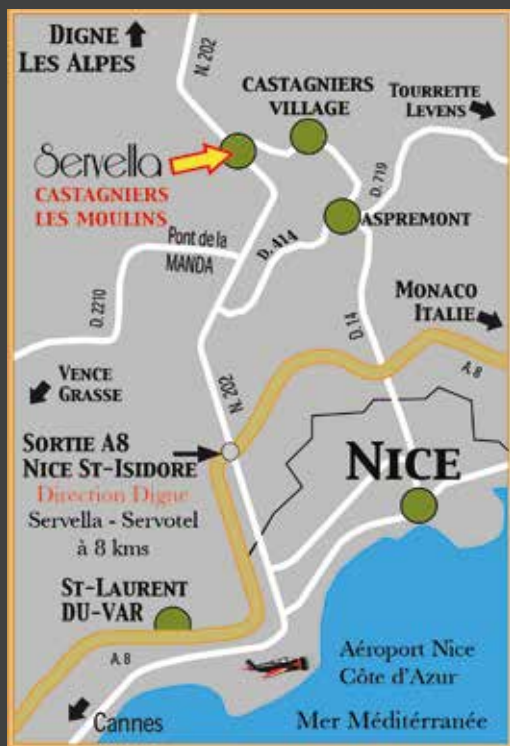 DIGNE
LES ALPES
N. 202
CASTAGNIERS
VILLAGE
TOURRETTE
LEVENS
Servella
CASTAGNIERS
LES MOULINS
D. 719
ASPREMONT
Pont de la
MANDA
D. 414
D. 2210
MONACO
ITALIE
D. 14
A 8
VENCE
GRASSE
N. 202
SORTIE A8
NICE ST-ISIDORE
Direction Digne
Servella - Servotel
à 8 kms
NICE
ST-LAURENT
DU-VAR
A 8
Aéroport Nice
Côte d'Azur
Cannes
Mer Méditérranée